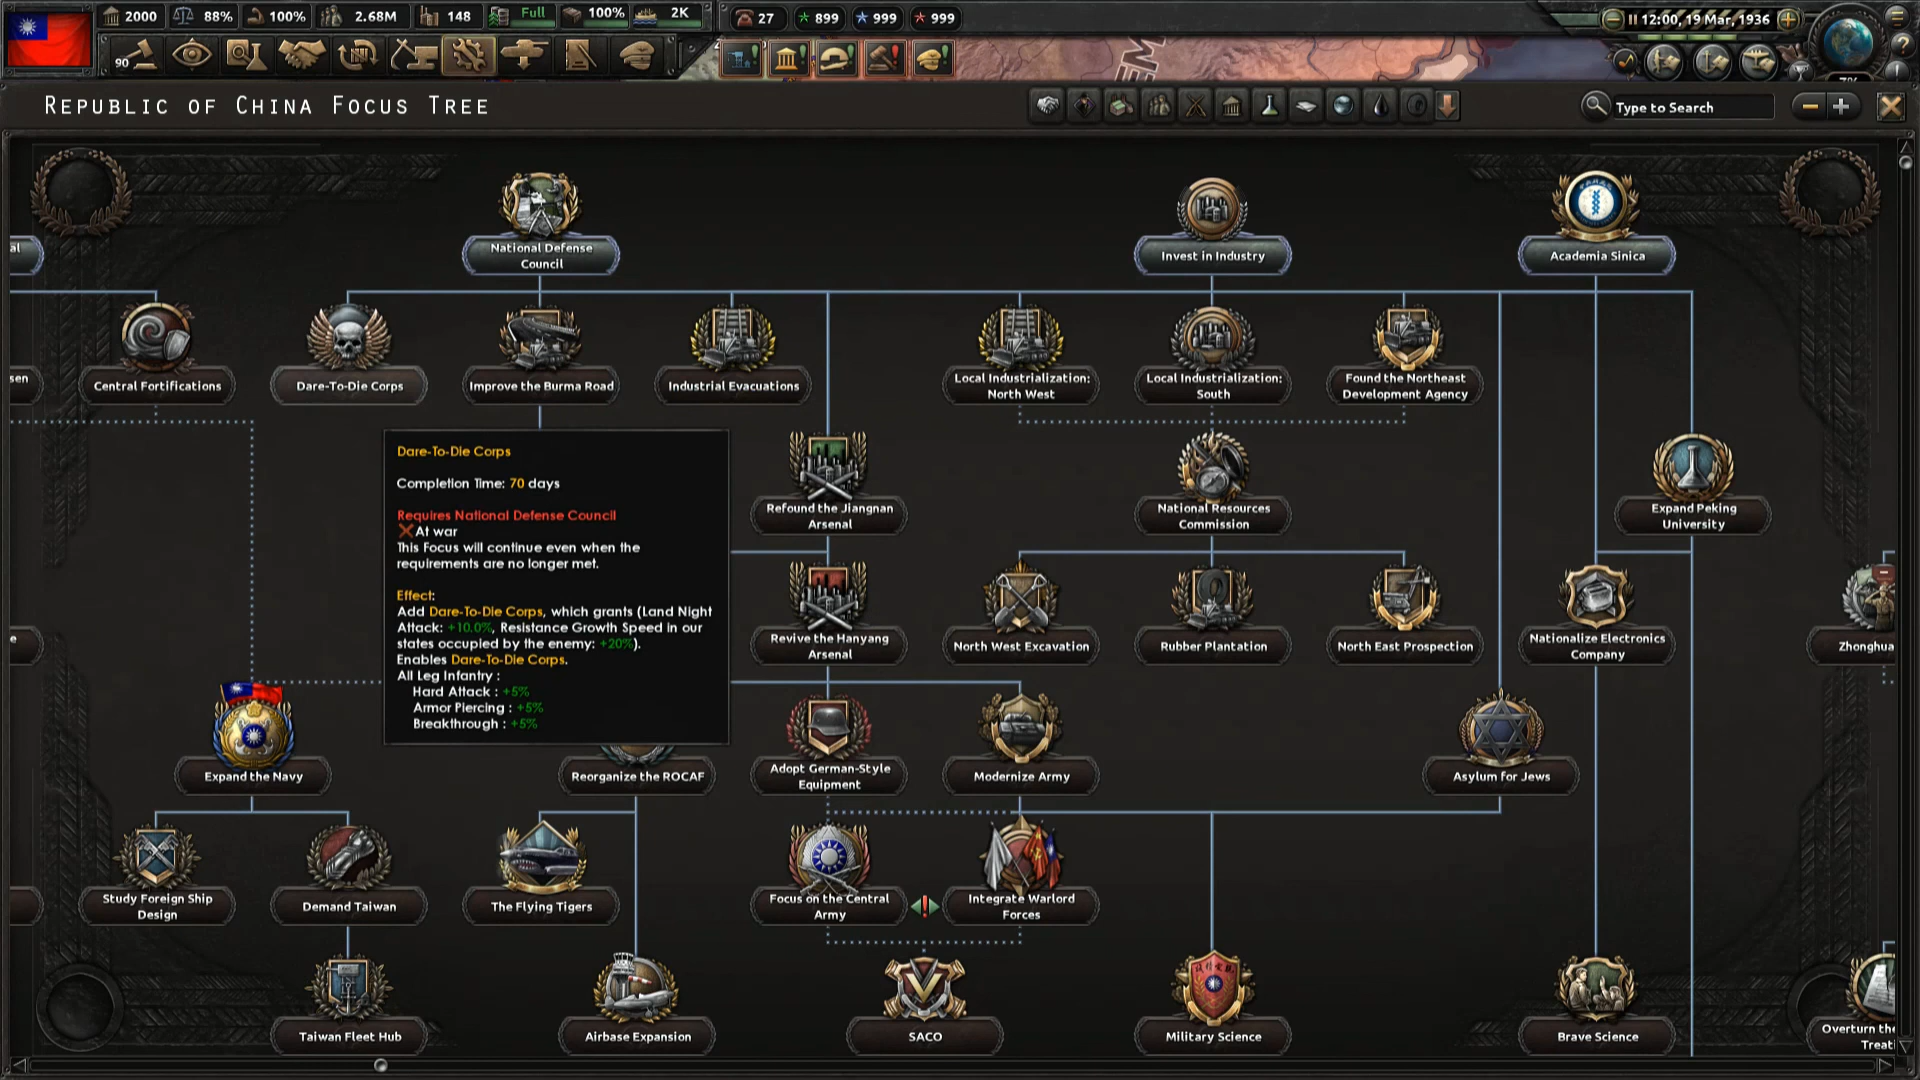 2000
88%
100%
2.68M
148
Full
100%
2K
27
899
999
999
12:00, 19 Mar, 1936
90
REPUBLIC OF CHINA FOCUS TREE
Type to Search
National Defense
Council
Invest in Industry
Academia Sinica
al
sen
Central Fortifications
Dare-To-Die Corps
Improve the Burma Road
Industrial Evacuations
Local Industrialization:
North West
Local Industrialization:
South
Found the Northeast
Development Agency
Dare-To-Die Corps
Completion Time: 70 days
Requires National Defense Council
At war
This Focus will continue even when the
requirements are no longer met.
Effect:
Add Dare-To-Die Corps, which grants (Land Night
Attack: +10.0%, Resistance Growth Speed in our
states occupied by the enemy: +20%).
Enables Dare-To-Die Corps.
All Leg Infantry :
Hard Attack : +5%
Armor Piercing : +5%
Breakthrough : +5%
Refound the Jiangnan
Arsenal
National Resources
Commission
Expand Peking
University
e
Revive the Hanyang
Arsenal
North West Excavation
Rubber Plantation
North East Prospection
Nationalize Electronics
Company
Zhonghua
Expand the Navy
Reorganize the ROCAF
Adopt German-Style
Equipment
Modernize Army
Asylum for Jews
Study Foreign Ship
Design
Demand Taiwan
The Flying Tigers
Focus on the Central
Army
Integrate Warlord
Forces
Taiwan Fleet Hub
Airbase Expansion
SACO
Military Science
Brave Science
Overturn the
Treati